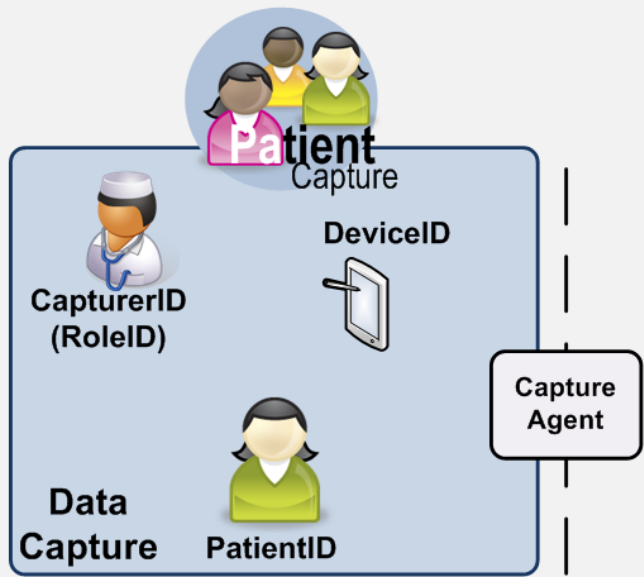 Patient
Capture
DeviceID
CapturerID
(RoleID)
Capture
Agent
Data
Capture
PatientID